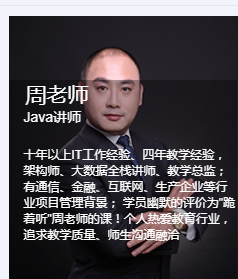 周老师
Java讲师
十年以上IT工作经验、四年教学经验，
架构师、大数据全栈讲师、教学总监；
有通信、金融、互联网、生产企业等行
业项目管理背景； 学员幽默的评价为"跪
着听"周老师的课！个人热爱教育行业，
追求教学质量、师生沟通融洽